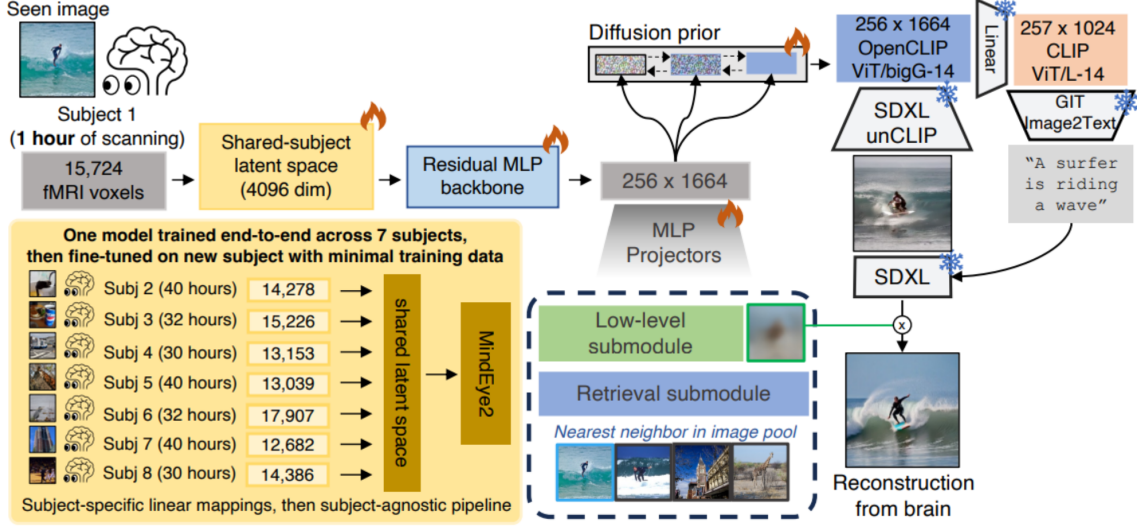 Seen image
Subject 1
(1 hour of scanning)
15,724
fMRI voxels
Shared-subject
latent space
(4096 dim)
Residual MLP
backbone
256 x 1664
MLP
Projectors
Diffusion prior
256 x 1664
OpenCLIP
ViT/bigG-14
Linear
257 x 1024
CLIP
ViT/L-14
SDXL
unCLIP
GIT
Image2Text
“A surfer
is riding
a wave”
SDXL
x
Reconstruction
from brain
One model trained end-to-end across 7 subjects,
then fine-tuned on new subject with minimal training data
Subj 2 (40 hours) 14,278
Subj 3 (32 hours) 15,226
Subj 4 (30 hours) 13,153
Subj 5 (40 hours) 13,039
Subj 6 (32 hours) 17,907
Subj 7 (40 hours) 12,682
Subj 8 (30 hours) 14,386
shared latent space
MindEye2
Subject-specific linear mappings, then subject-agnostic pipeline
Low-level
submodule
Retrieval submodule
Nearest neighbor in image pool